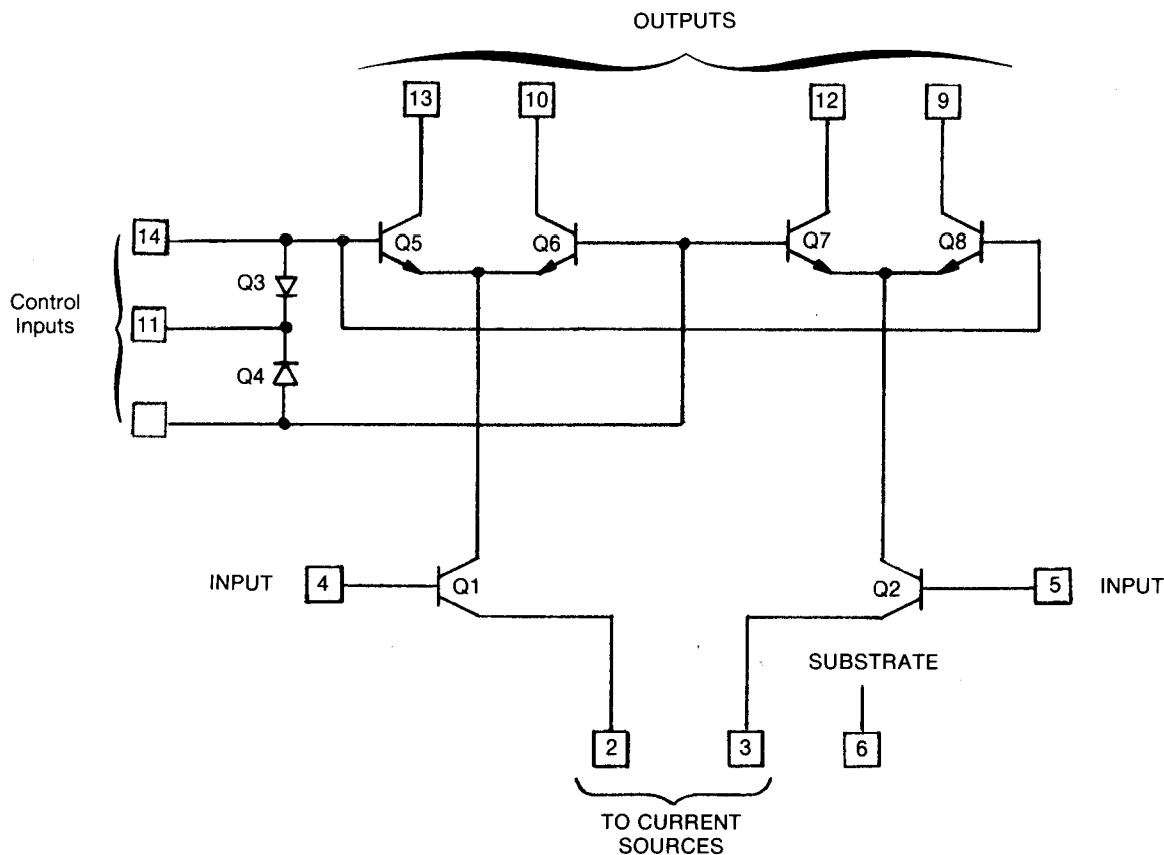 OUTPUTS
13
10
12
9
14
Q5
Q6
Q7
Q8
Q3
Control
Inputs
11
Q4
INPUT
4
Q1
Q2
5
INPUT
SUBSTRATE
2
3
6
TO CURRENT
SOURCES